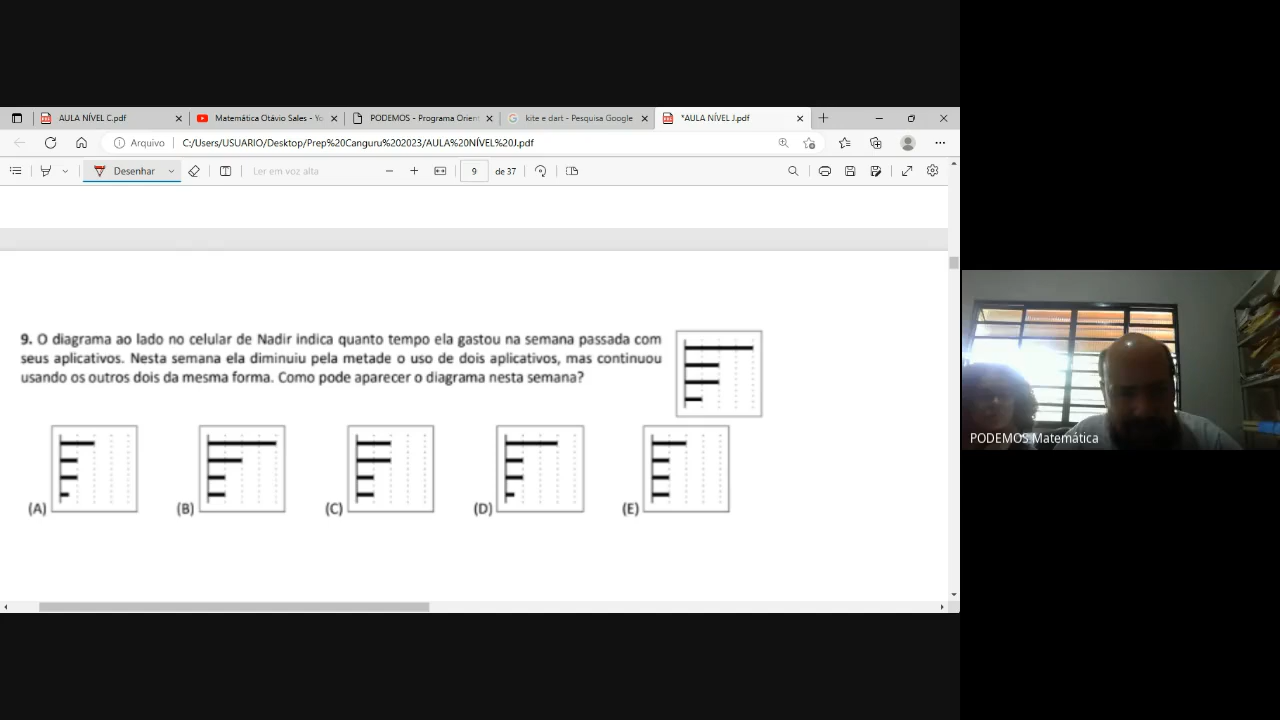 AULA NÍVEL C.pdf
Matemática Otávio Sales - Yo
PODEMOS - Programa Orien
kite e dart - Pesquisa Google
*AULA NÍVEL J.pdf
Arquivo
C:/Users/USUARIO/Desktop/Prep%20Canguru%202023/AULA%20NÍVEL%20J.pdf
Desenhar
Ler em voz alta
9
de 37
9. O diagrama ao lado no celular de Nadir indica quanto tempo ela gastou na semana passada com
seus aplicativos. Nesta semana ela diminuiu pela metade o uso de dois aplicativos, mas continuou
usando os outros dois da mesma forma. Como pode aparecer o diagrama nesta semana?
(A)
(B)
(C)
(D)
(E)
PODEMOS Matemática